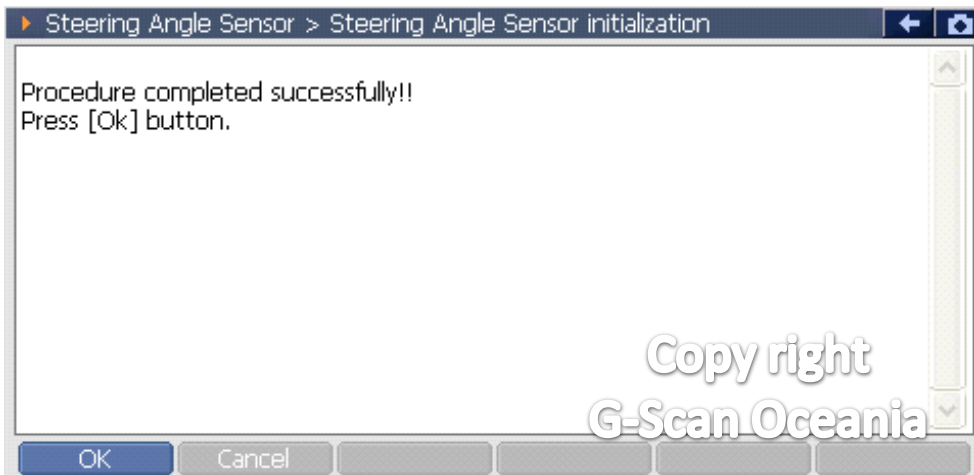 Steering Angle Sensor > Steering Angle Sensor initialization
Procedure completed successfully!!
Press [Ok] button.
Copy right
G-Scan Oceania
OK
Cancel